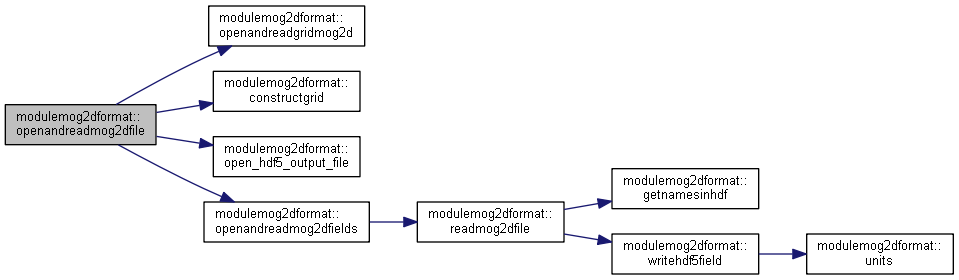 modulemog2dformat::
openandreadmog2dfile
modulemog2dformat::
openandreadgridmog2d
modulemog2dformat::
constructgrid
modulemog2dformat::
open_hdf5_output_file
modulemog2dformat::
openandreadmog2dfields
modulemog2dformat::
readmog2dfile
modulemog2dformat::
getnamesinhdf
modulemog2dformat::
writehdf5field
modulemog2dformat::
units